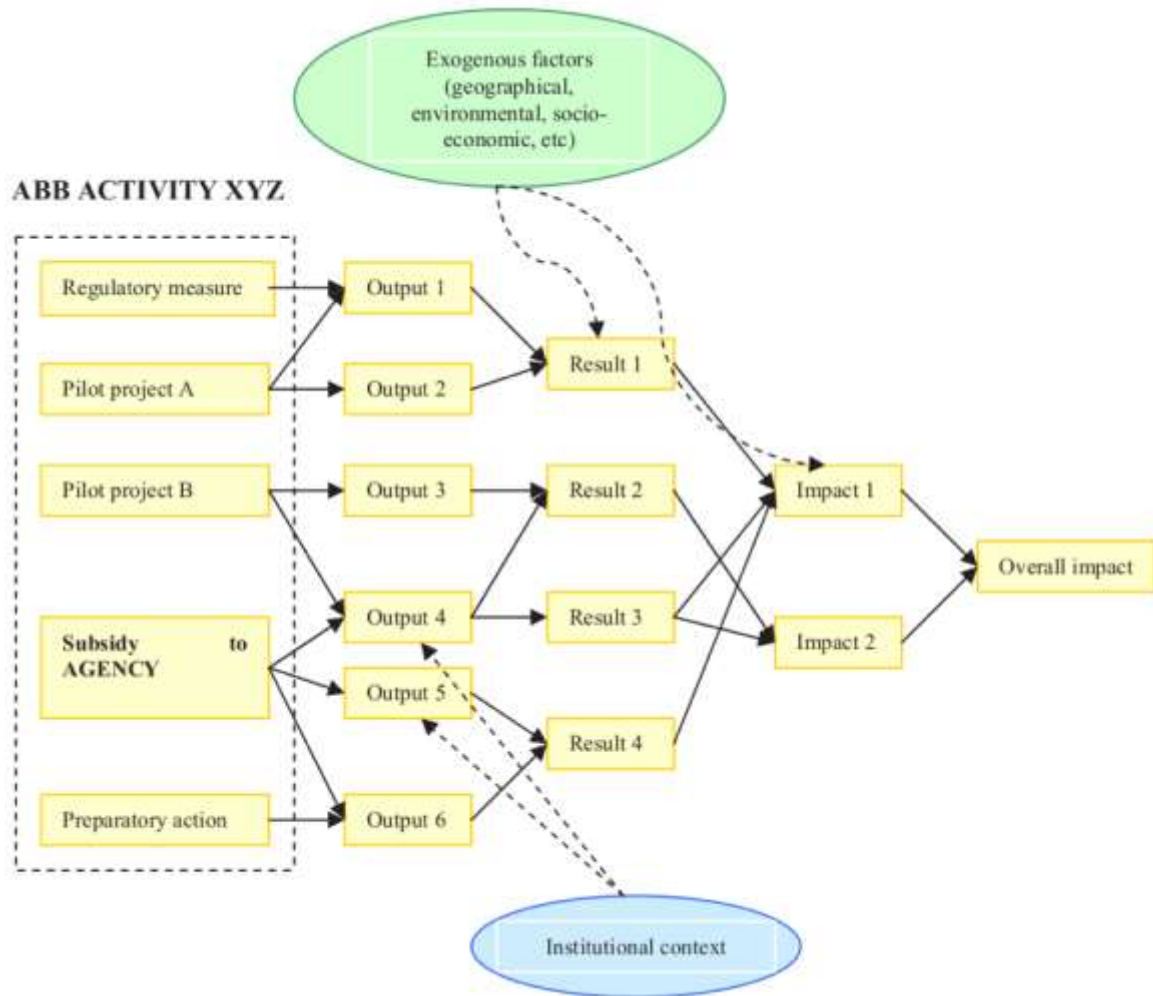 Exogenous factors
(geographical,
environmental, socio-
economic, etc)
ABB ACTIVITY XYZ
Regulatory measure
Output 1
Result 1
Pilot project A
Output 2
Pilot project B
Output 3
Result 2
Impact 1
Overall impact
Output 4
Result 3
Impact 2
Subsidy to
AGENCY
Output 5
Result 4
Preparatory action
Output 6
Institutional context